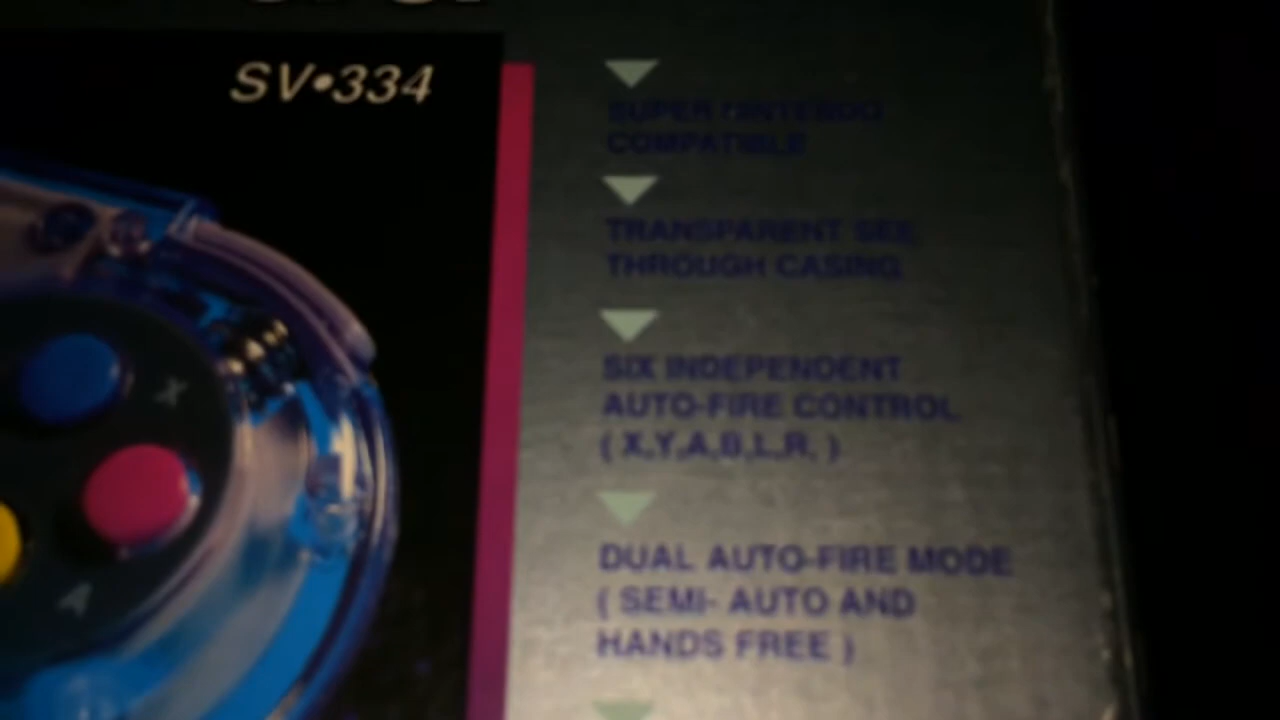 SV•334
SUPER NINTENDO
COMPATIBLE
TRANSPARENT SEE
THROUGH CASING
SIX INDEPENDENT
AUTO-FIRE CONTROL
( X,Y,A,B,L,R, )
DUAL AUTO-FIRE MODE
( SEMI- AUTO AND
HANDS FREE )
X
A